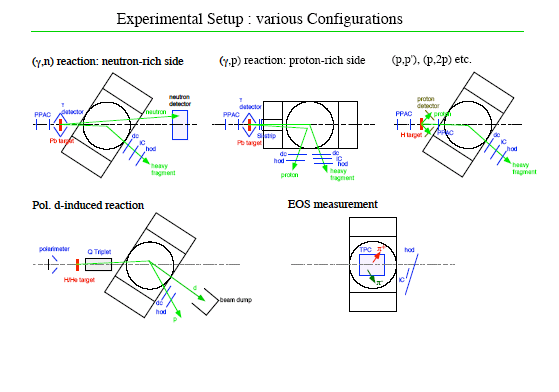 Experimental Setup : various Configurations
(γ,n) reaction: neutron-rich side
(γ,p) reaction: proton-rich side
(p,p'), (p,2p) etc.
γ
detector
PPAC
Pb target
neutron
neutron
detector
dc
IC
hod
heavy
fragment
γ
detector
PPAC
Pb target
Si strip
dc
hod
proton
dc
IC
hod
heavy
fragment
proton
detector
PPAC
H target
proton
PPAC
dc
IC
hod
heavy
fragment
Pol. d-induced reaction
EOS measurement
polarimeter
Q Triplet
H/He target
d
beam dump
dc
hod
p
TPC
π⁺
π⁻
hod
IC